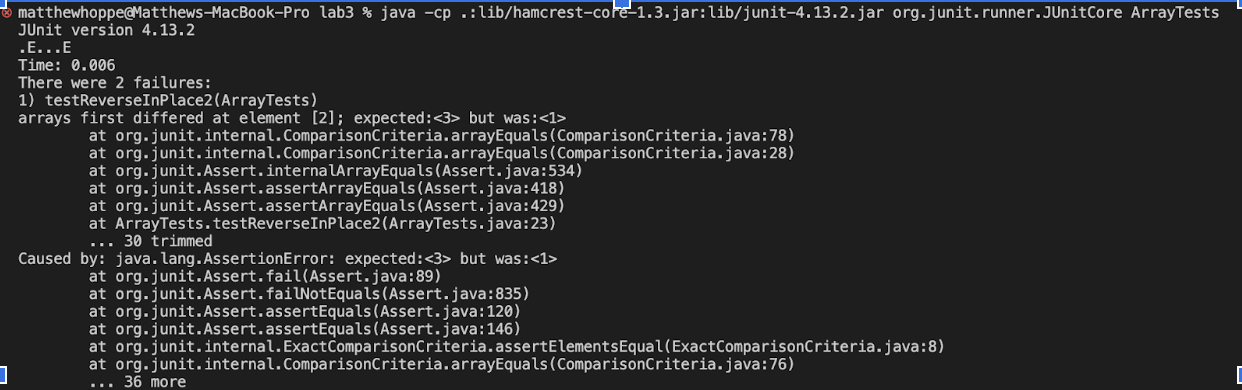 matthewhoppe@Matthews-MacBook-Pro lab3 % java -cp .:lib/hamcrest-core-1.3.jar:lib/junit-4.13.2.jar org.junit.runner.JUnitCore ArrayTests
JUnit version 4.13.2
.E...E
Time: 0.006
There were 2 failures:
1) testReverseInPlace2(ArrayTests)
arrays first differed at element [2]; expected:<3> but was:<1>
        at org.junit.internal.ComparisonCriteria.arrayEquals(ComparisonCriteria.java:78)
        at org.junit.internal.ComparisonCriteria.arrayEquals(ComparisonCriteria.java:28)
        at org.junit.Assert.internalArrayEquals(Assert.java:534)
        at org.junit.Assert.assertArrayEquals(Assert.java:418)
        at org.junit.Assert.assertArrayEquals(Assert.java:429)
        at ArrayTests.testReverseInPlace2(ArrayTests.java:23)
        ... 30 trimmed
Caused by: java.lang.AssertionError: expected:<3> but was:<1>
        at org.junit.Assert.fail(Assert.java:89)
        at org.junit.Assert.failNotEquals(Assert.java:835)
        at org.junit.Assert.assertEquals(Assert.java:120)
        at org.junit.Assert.assertEquals(Assert.java:146)
        at org.junit.internal.ExactComparisonCriteria.assertElementsEqual(ExactComparisonCriteria.java:8)
        at org.junit.internal.ComparisonCriteria.arrayEquals(ComparisonCriteria.java:76)
        ... 36 more